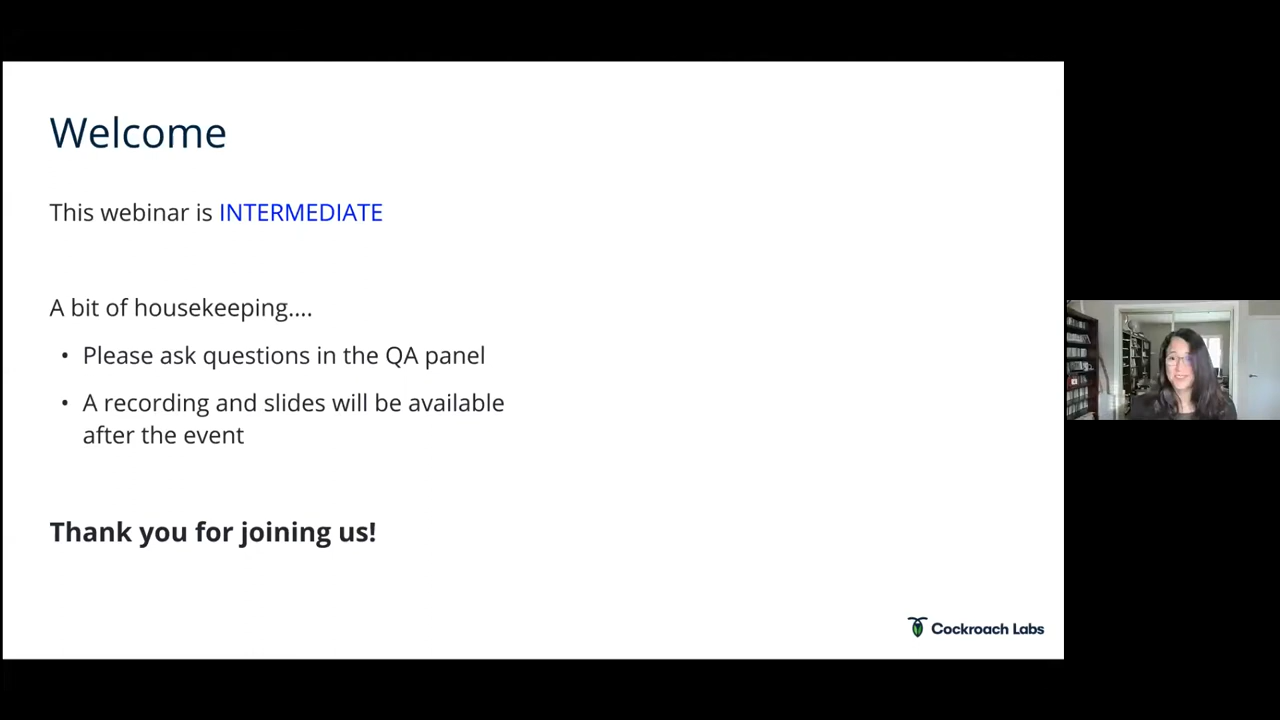 Welcome
This webinar is INTERMEDIATE
A bit of housekeeping....
• Please ask questions in the QA panel
• A recording and slides will be available
after the event
Thank you for joining us!
Cockroach Labs